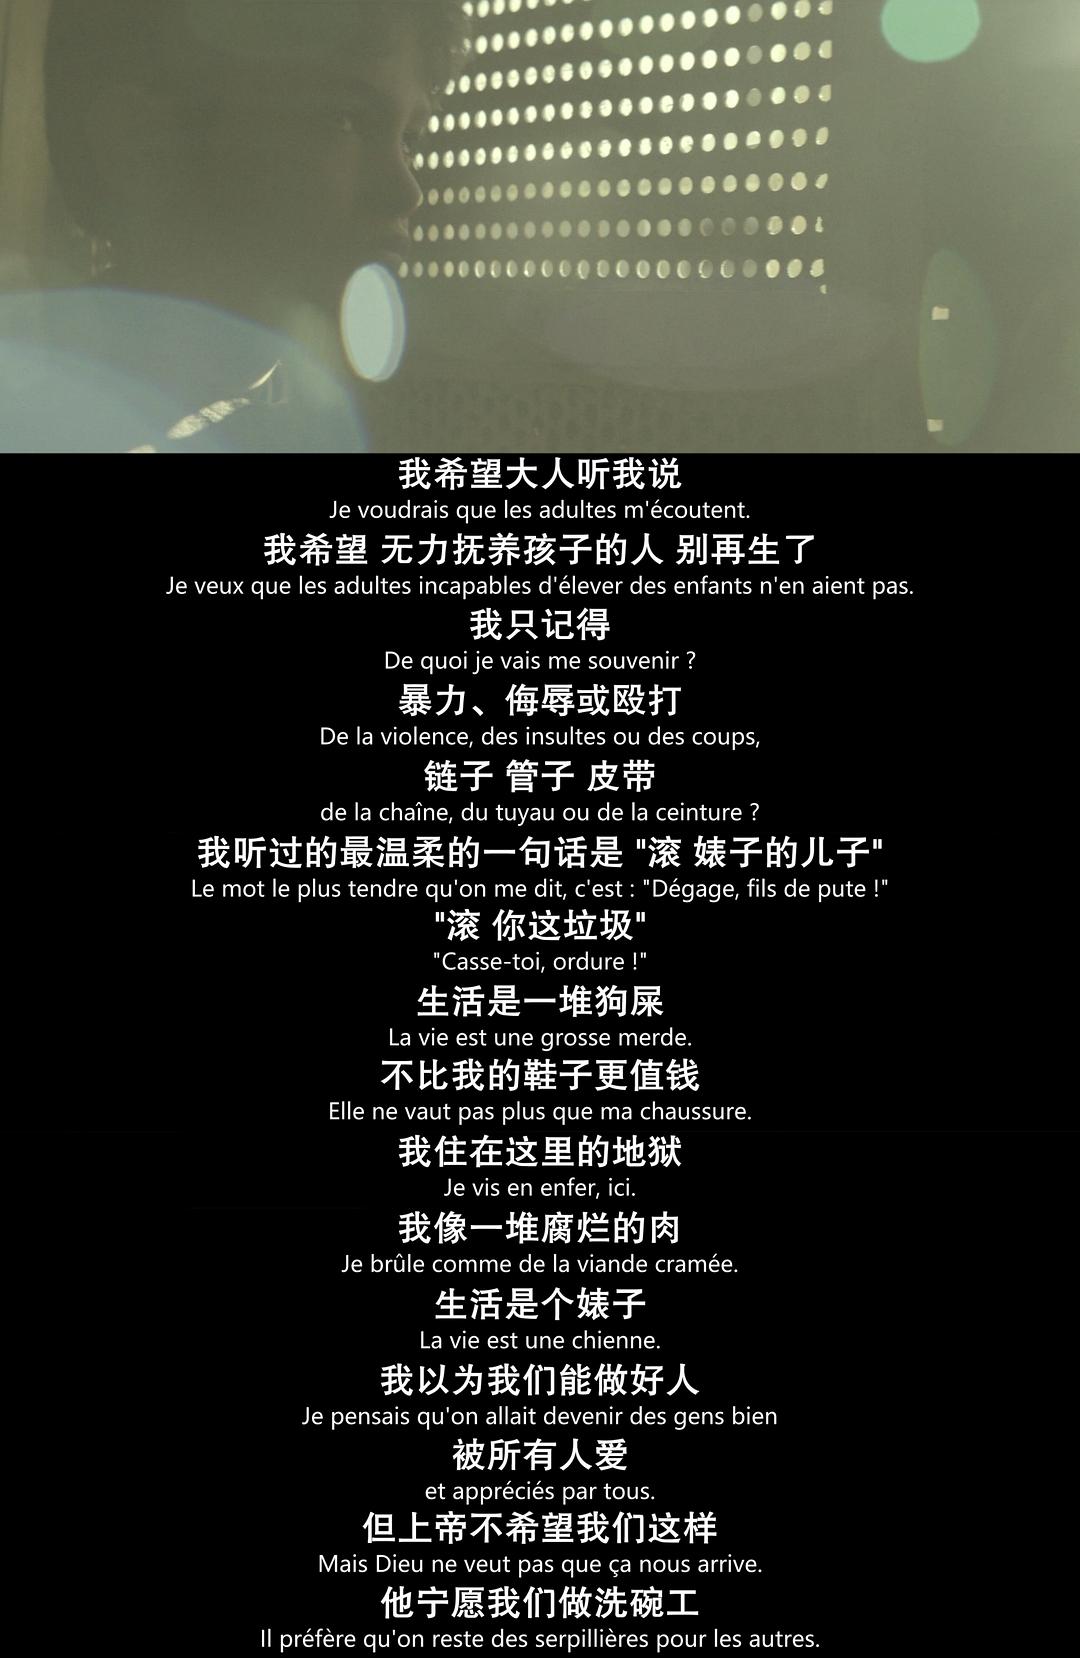 我希望大人听我说
Je voudrais que les adultes m'écoutent.
我希望 无力抚养孩子的人 别再生了
Je veux que les adultes incapables d'élever des enfants n'en aient pas.
我只记得
De quoi je vais me souvenir ?
暴力、侮辱或殴打
De la violence, des insultes ou des coups,
链子 管子 皮带
de la chaîne, du tuyau ou de la ceinture ?
我听过的最温柔的一句话是 "滚 婊子的儿子"
Le mot le plus tendre qu'on me dit, c'est : "Dégage, fils de pute !"
"滚 你这垃圾"
"Casse-toi, ordure !"
生活是一堆狗屎
La vie est une grosse merde.
不比我的鞋子更值钱
Elle ne vaut pas plus que ma chaussure.
我住在这里的地狱
Je vis en enfer, ici.
我像一堆腐烂的肉
Je brûle comme de la viande cramée.
生活是个婊子
La vie est une chienne.
我以为我们能做好人
Je pensais qu'on allait devenir des gens bien
被所有人爱
et appréciés par tous.
但上帝不希望我们这样
Mais Dieu ne veut pas que ça nous arrive.
他宁愿我们做洗碗工
Il préfère qu'on reste des serpillières pour les autres.